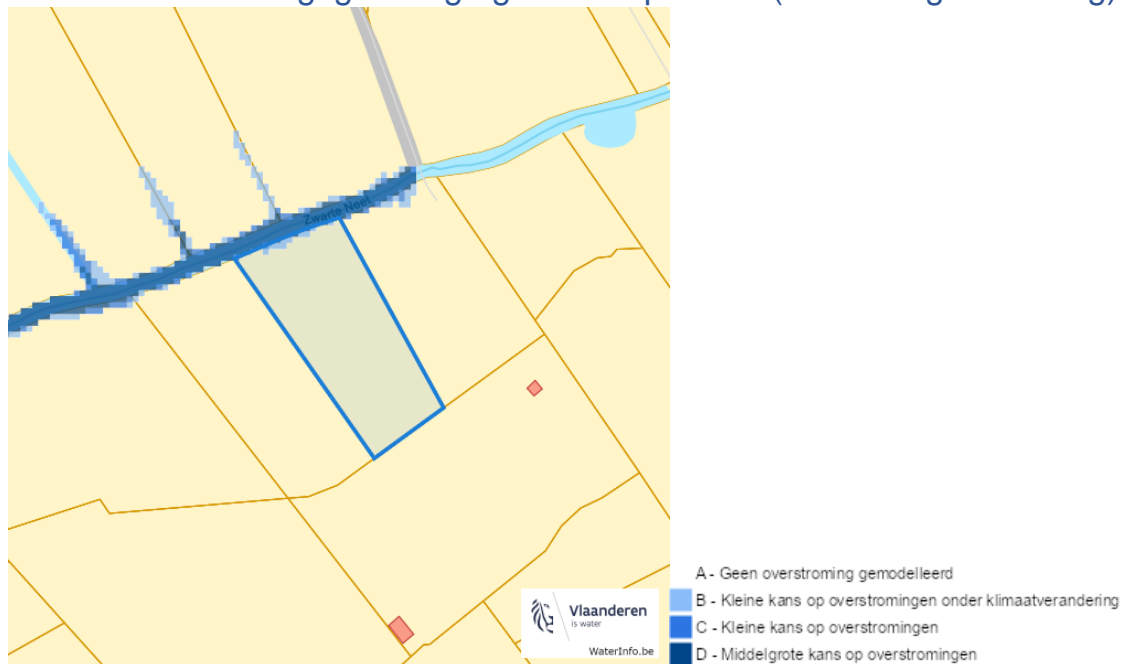 Zwarte Neet
Vlaanderen
is water
WaterInfo.be
A - Geen overstroming gemodelleerd
B - Kleine kans op overstromingen onder klimaatverandering
C - Kleine kans op overstromingen
D - Middelgrote kans op overstromingen